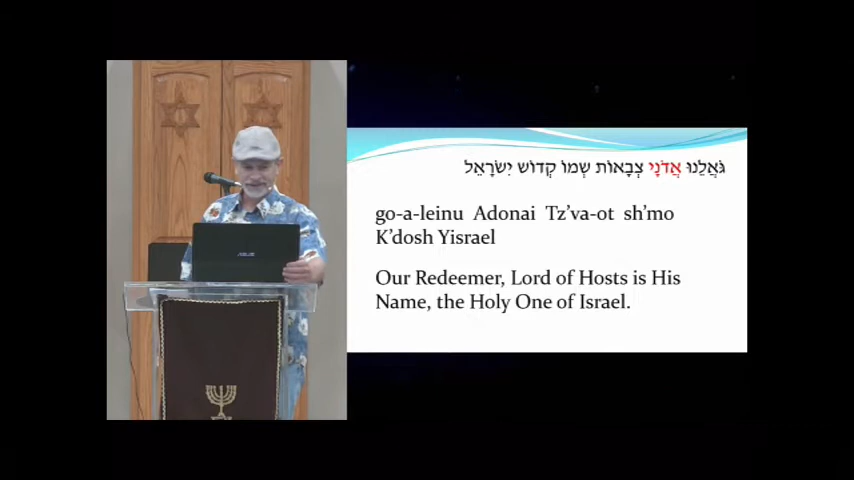 גֹּאֲלֵנוּ אֲדֹנָי צְבָאוֹת שְׁמוֹ קְדוֹשׁ יִשְׂרָאֵל
go-a-leinu Adonai Tz'va-ot sh'mo
K'dosh Yisrael
Our Redeemer, Lord of Hosts is His
Name, the Holy One of Israel.
ASUS